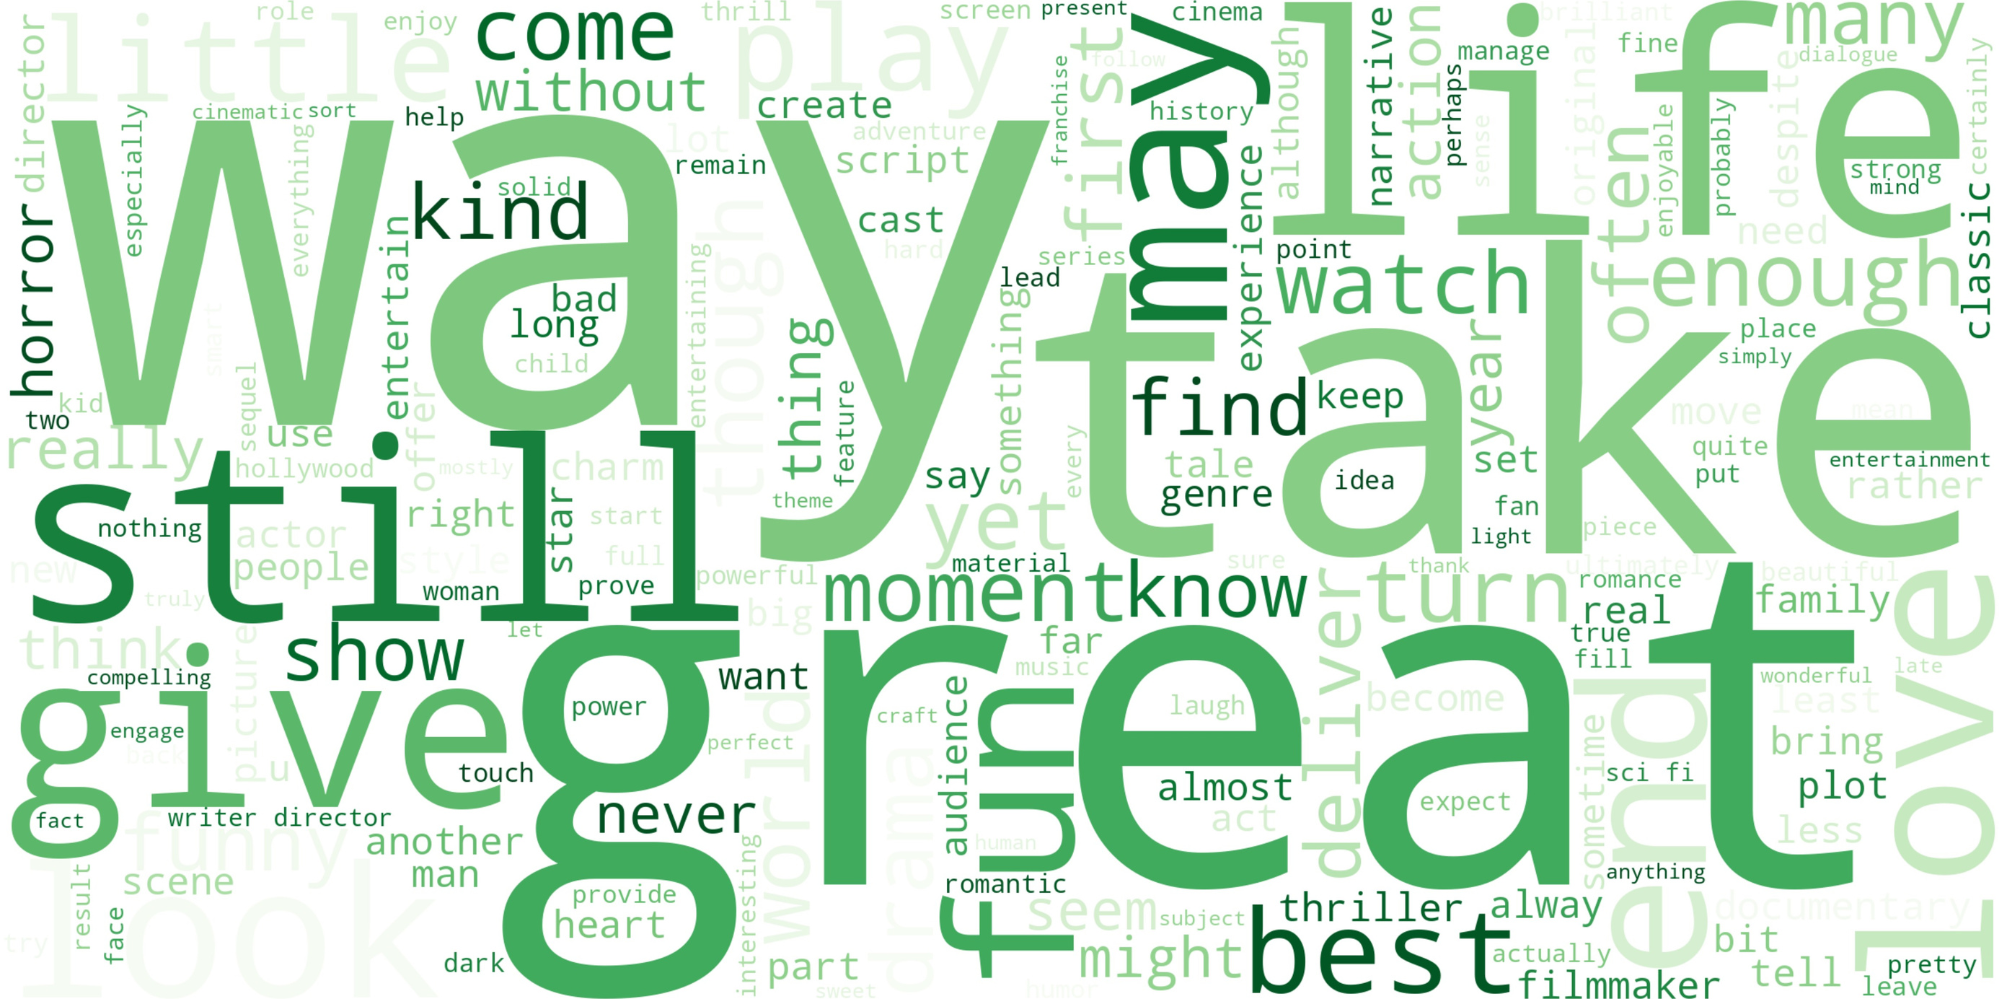 little
role
enjoy
come
without
thrill
play
screen
present
cinema
brilliant
many
director
cinematic
sort
help
create
adventure
script
lot
remain
franchise
follow
first
may
history
although
narrative
action
manage
perhaps
sense
original
fine
life
dialogue
despite
certainly
especially
everything
way
solid
kind
cast
hard
series
lead
experience
point
watch
often
enjoyable
probably
strong
mind
need
enough
classic
horror
entertain
bad
long
child
smart
entertaining
though
thing
feature
something
take
year
place
simply
find
keep
move
mean
two
kid
sequel
really
use
offer
hollywood
mostly
charm
theme
say
every
tale
genre
idea
set
quite
put
entertainment
rather
still
nothing
actor
people
style
right
star
start
full
prove
woman
yet
fan
light
piece
new
truly
powerful
material
moment
know
sure
thank
turn
ultimately
romance
real
beautiful
family
think
compelling
picture
show
let
big
want
far
music
deliver
true
fill
wonderful
late
least
give
engage
back
u
touch
power
great
perfect
world
craft
audience
fun
laugh
become
almost
act
expect
end
sometime
sci fi
bring
plot
less
love
fact
writer director
funny
another
man
never
drama
human
romantic
anything
scene
result
face
look
try
provide
heart
dark
interesting
part
sweet
seem
subject
might
humor
best
thriller
alway
actually
filmmaker
documentary
bit
tell
pretty
leave